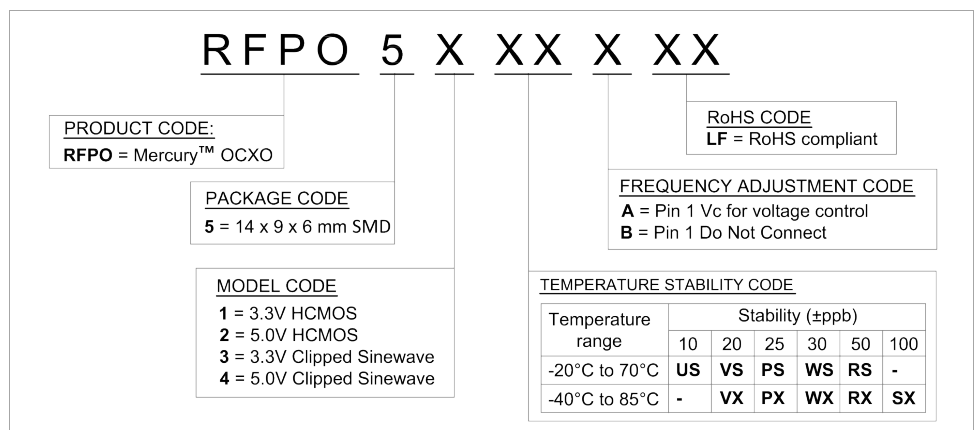 RFPO 5 X XX X XX
PRODUCT CODE:
RFPO = Mercury™ OCXO
PACKAGE CODE
5 = 14 x 9 x 6 mm SMD
MODEL CODE
1 = 3.3V HCMOS
2 = 5.0V HCMOS
3 = 3.3V Clipped Sinewave
4 = 5.0V Clipped Sinewave
RoHS CODE
LF = RoHS compliant
FREQUENCY ADJUSTMENT CODE
A = Pin 1 Vc for voltage control
B = Pin 1 Do Not Connect
TEMPERATURE STABILITY CODE
Temperature range
Stability (±ppb)
10 20 25 30 50 100
-20°C to 70°C US VS PS WS RS -
-40°C to 85°C - VX PX WX RX SX